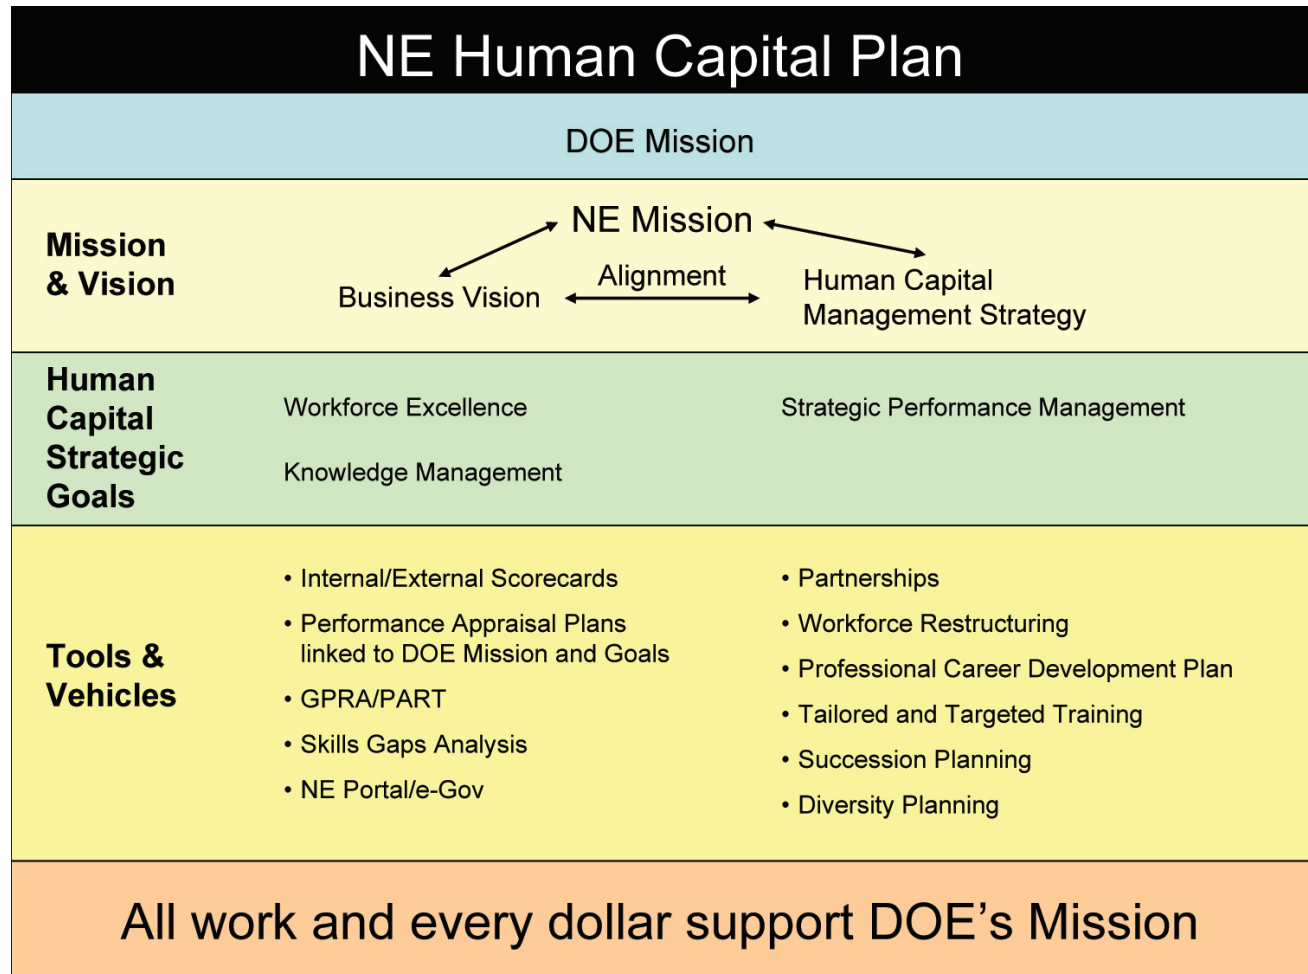 NE Human Capital Plan
DOE Mission
Mission
& Vision
NE Mission
Alignment
Business Vision
Human Capital
Management Strategy
Human
Capital
Strategic
Goals
Workforce Excellence
Knowledge Management
Strategic Performance Management
Tools &
Vehicles
• Internal/External Scorecards
• Performance Appraisal Plans
linked to DOE Mission and Goals
• GPRA/PART
• Skills Gaps Analysis
• NE Portal/e-Gov
• Partnerships
• Workforce Restructuring
• Professional Career Development Plan
• Tailored and Targeted Training
• Succession Planning
• Diversity Planning
All work and every dollar support DOE’s Mission